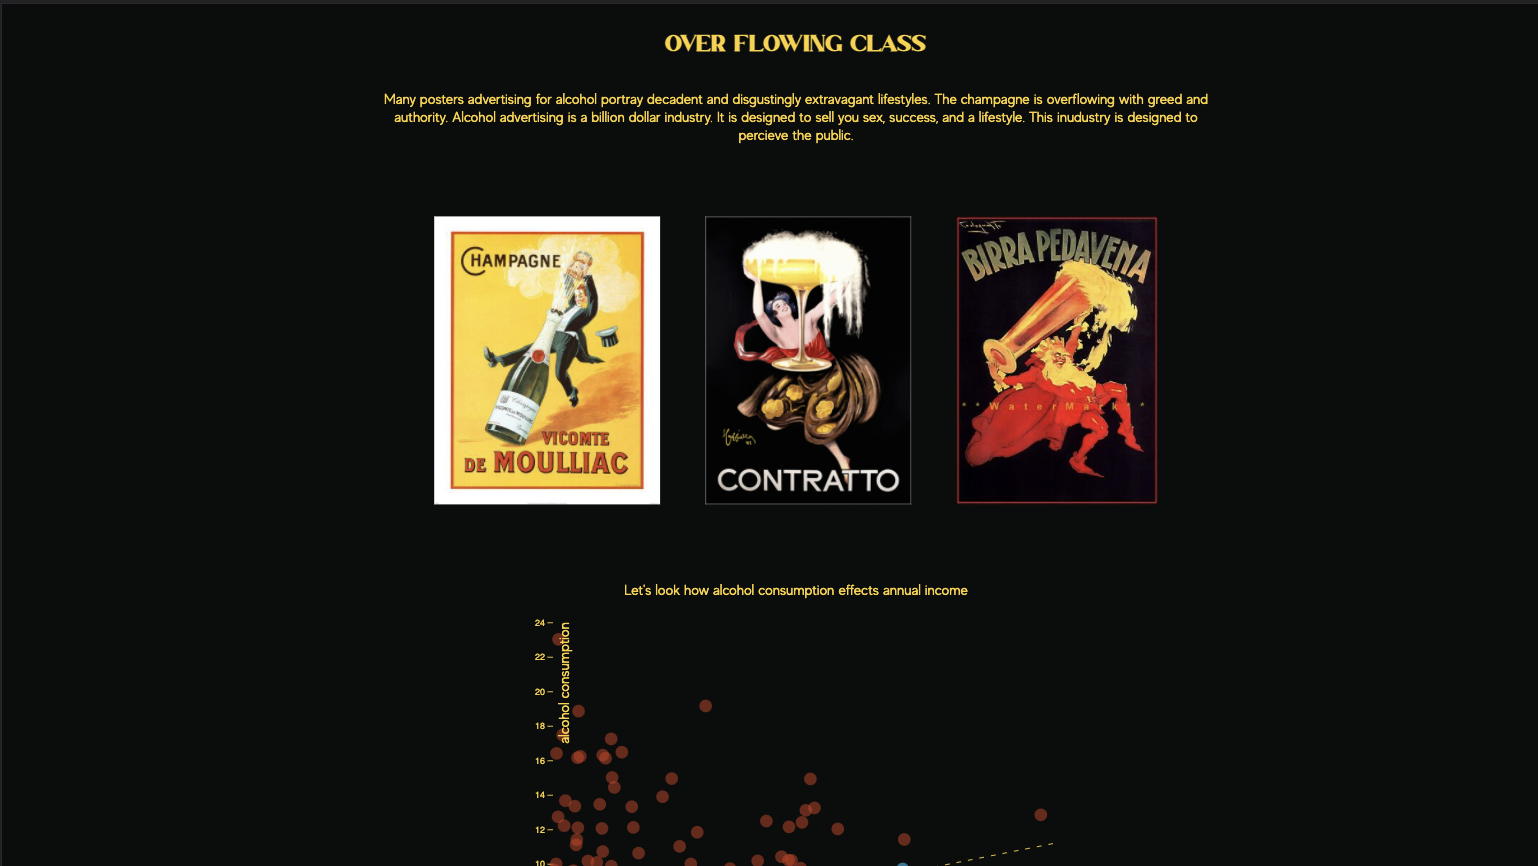 OVER FLOWING CLASS
Many posters advertising for alcohol portray decadent and disgustingly extravagant lifestyles. The champagne is overflowing with greed and
authority. Alcohol advertising is a billion dollar industry. It is designed to sell you sex, success, and a lifestyle. This inudustry is designed to
percieve the public.
CHAMPAGNE
VICOMTE
DE MOULLIAC
CONTRATTO
BIRRA PEDAVENA
* * WaterMark * *
Let's look how alcohol consumption effects annual income
24
22
20
18
16
14
12
10
alcohol consumption